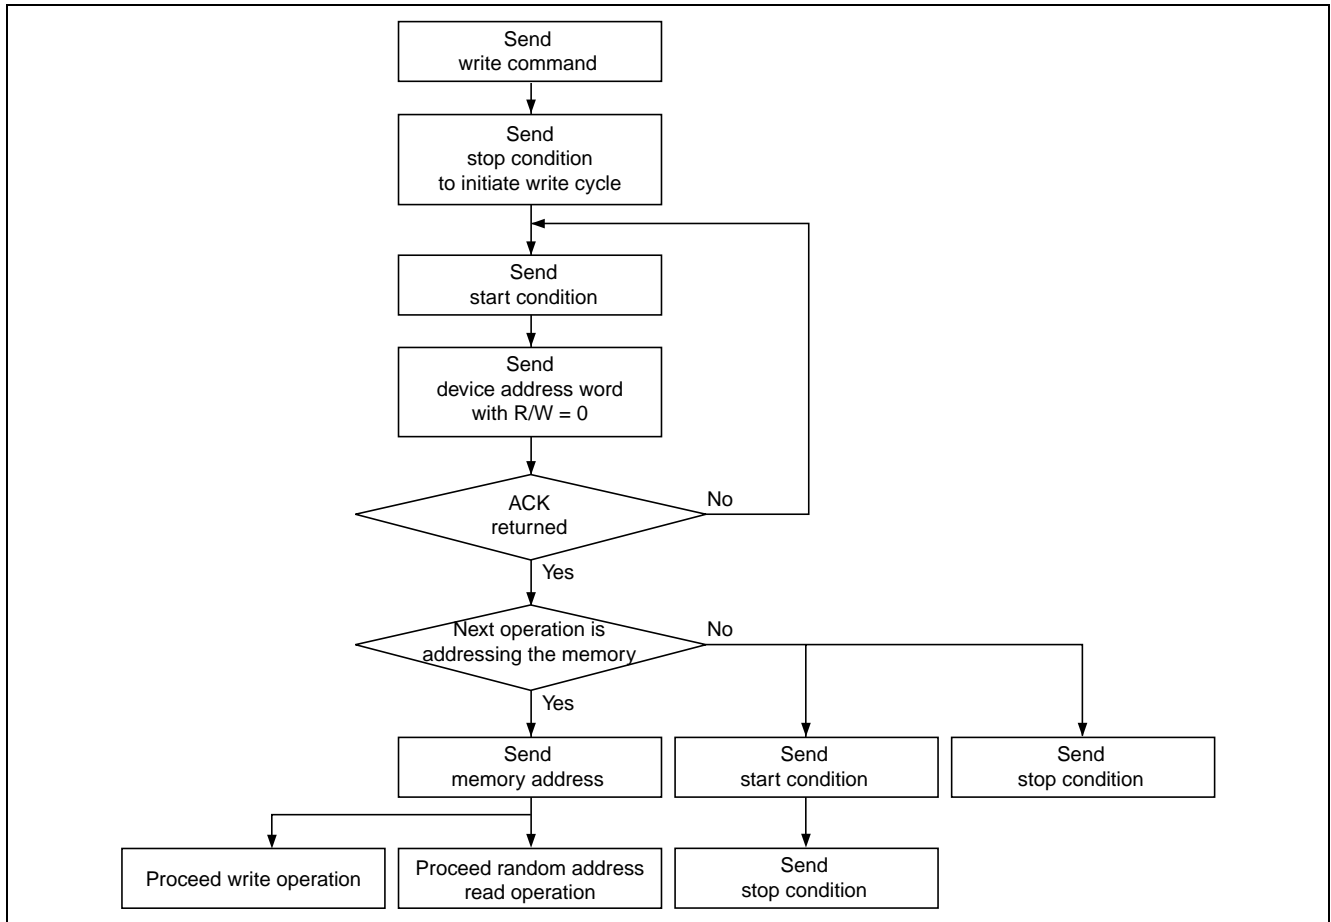 Send
write command
Send
stop condition
to initiate write cycle
Send
start condition
Send
device address word
with R/W = 0
ACK
returned
No
Yes
Next operation is
addressing the memory
No
Yes
Send
memory address
Send
start condition
Send
stop condition
Proceed write operation
Proceed random address
read operation
Send
stop condition